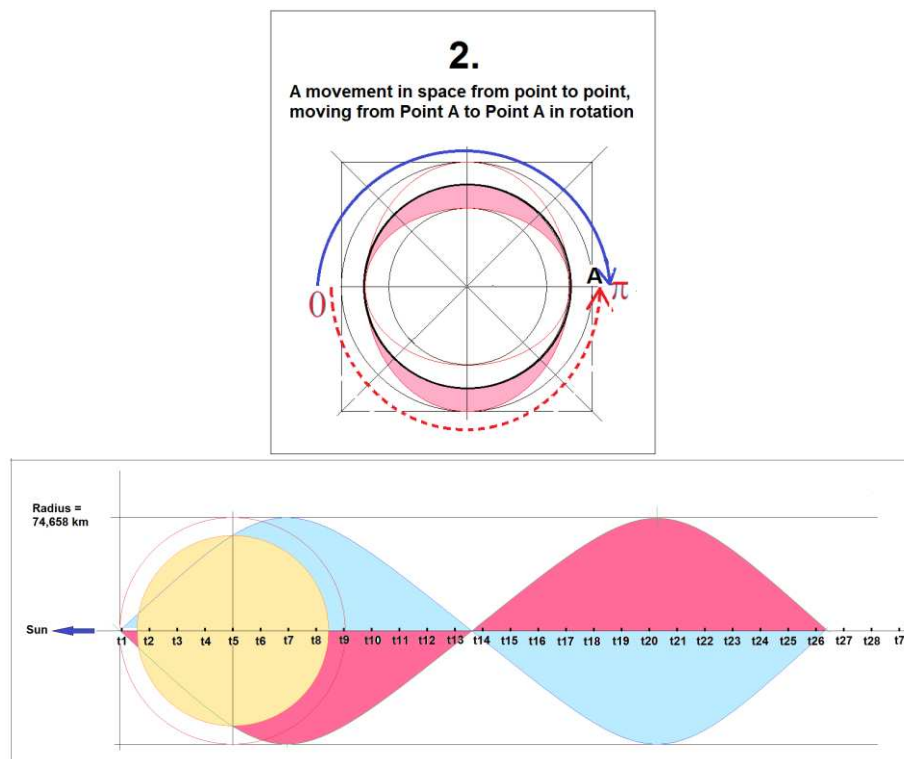 2.
A movement in space from point to point,
moving from Point A to Point A in rotation
A
0 π
Radius =
74,658 km
Sun
t1 t2 t3 t4 t5 t6 t7 t8 t9 t10 t11 t12 t13 t14 t15 t16 t17 t18 t19 t20 t21 t22 t23 t24 t25 t26 t27 t28 t7